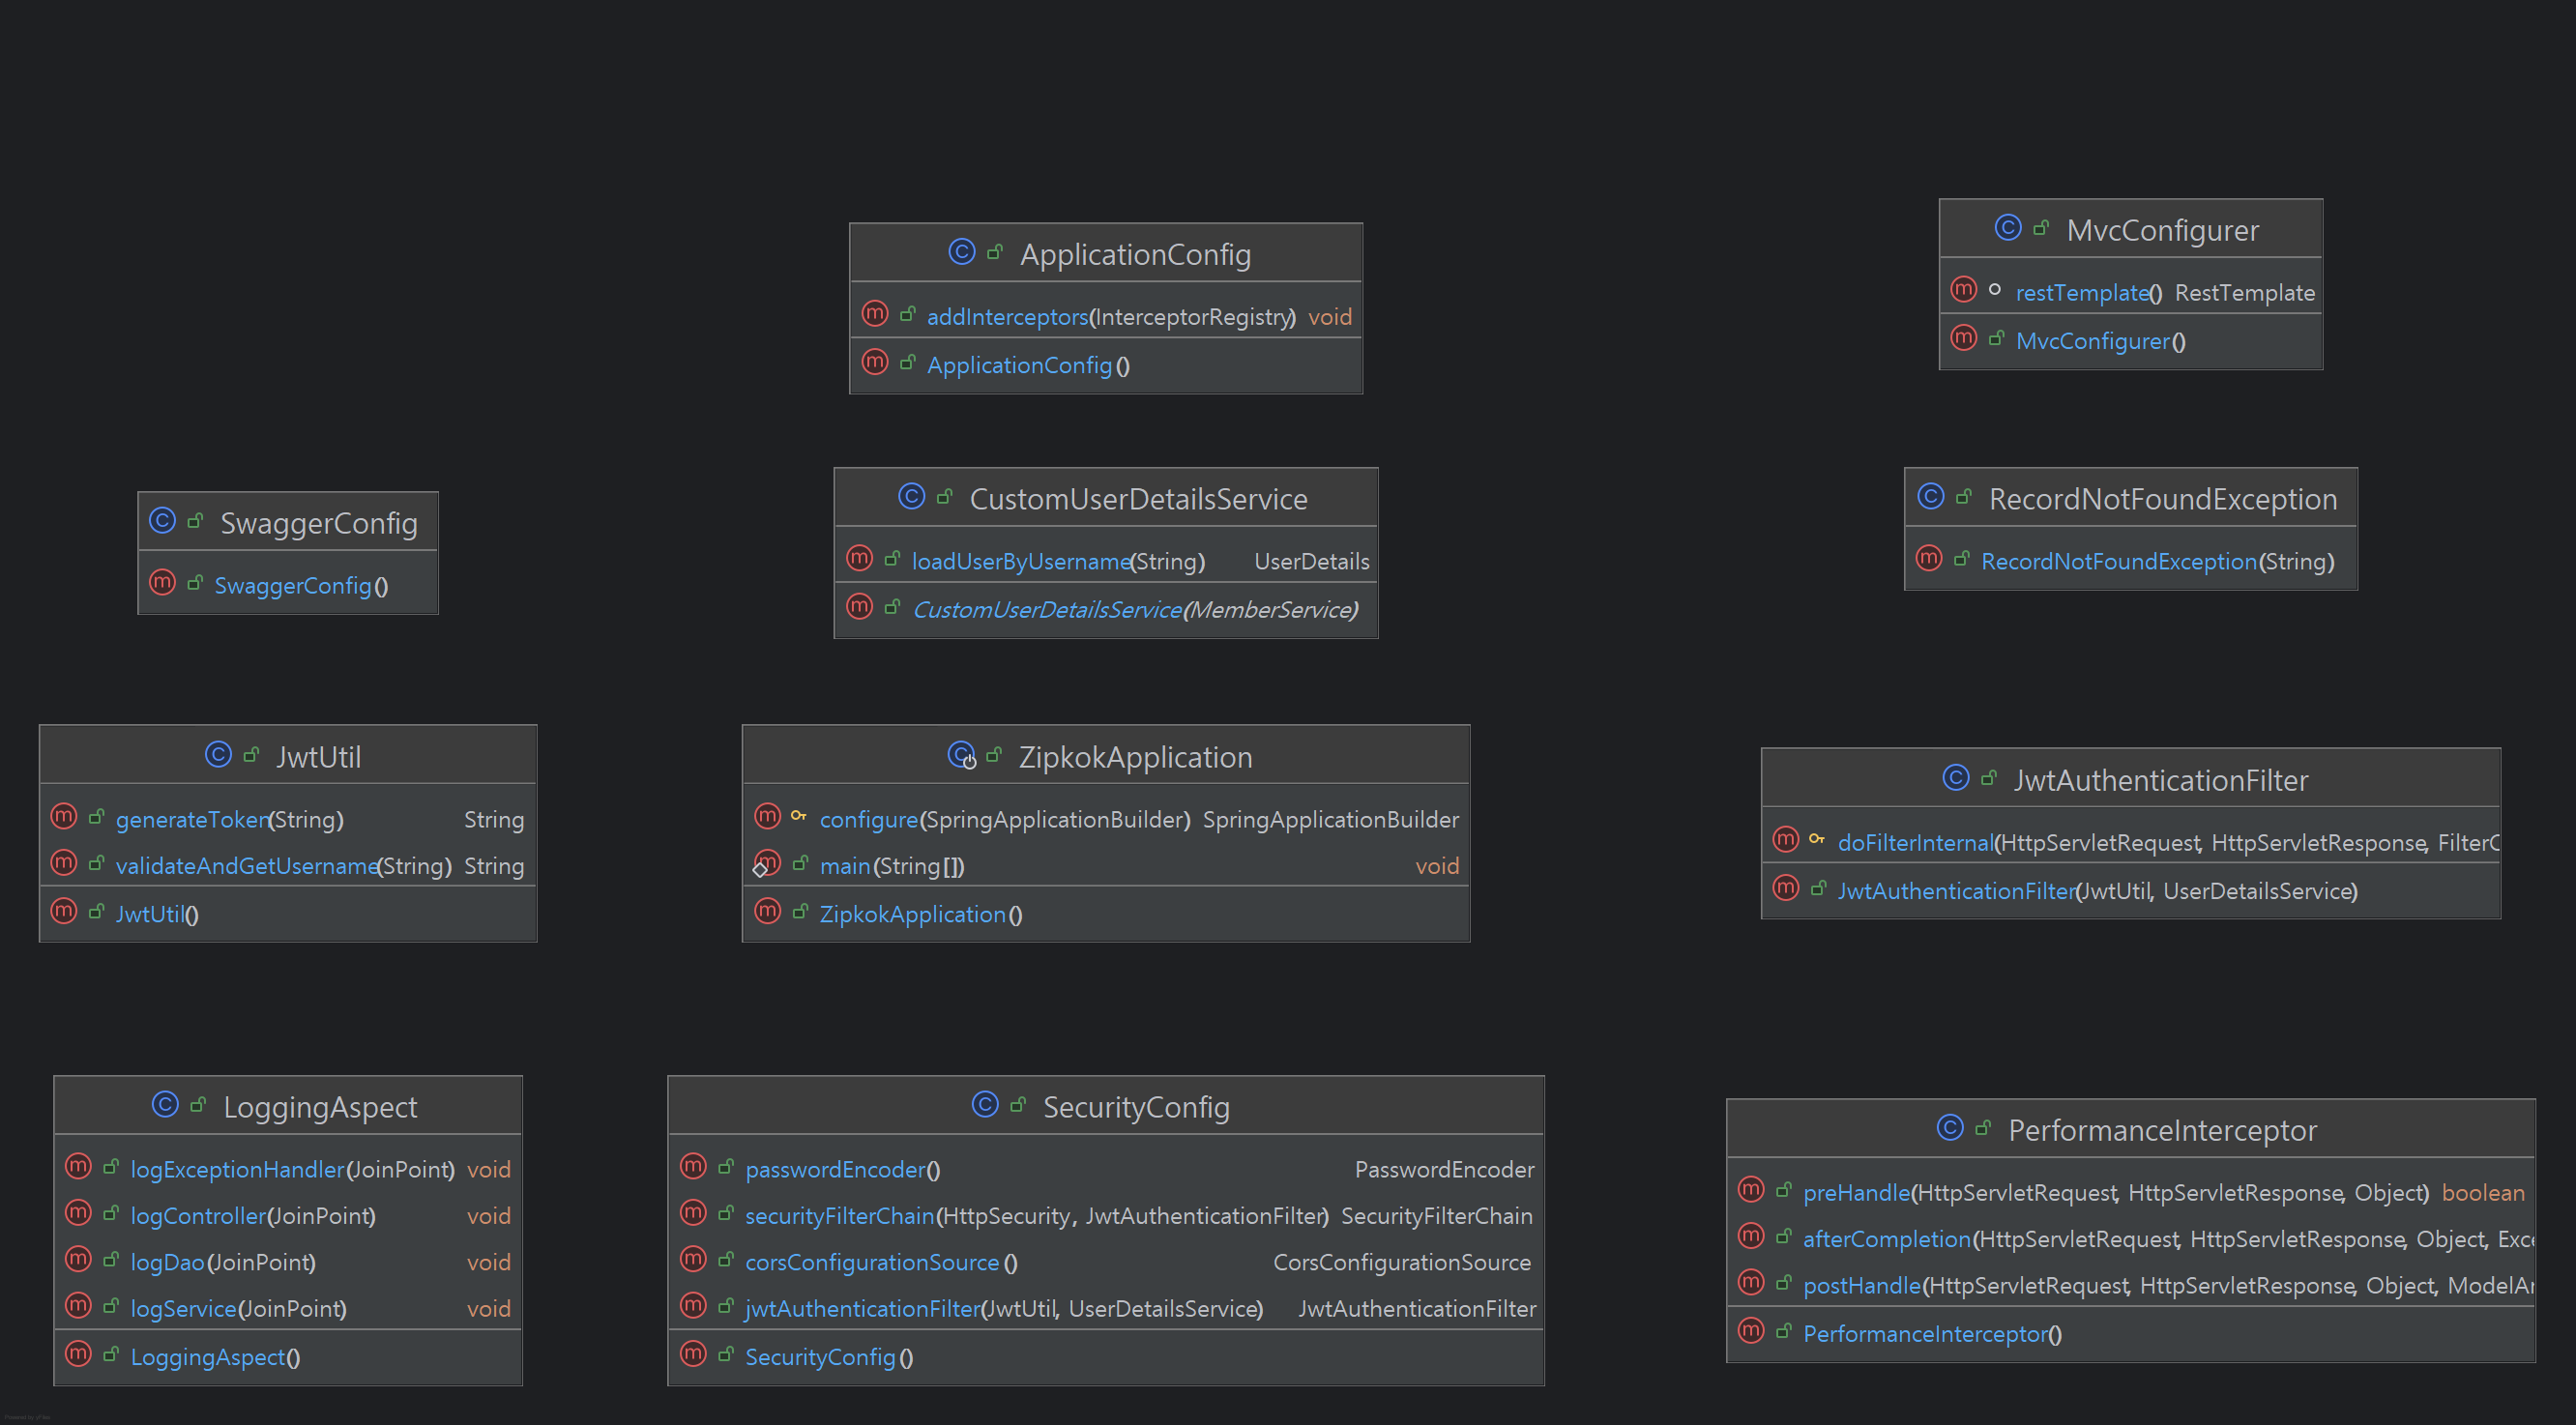 ApplicationConfig
addInterceptors(InterceptorRegistry) void
ApplicationConfig()
MvcConfigurer
restTemplate() RestTemplate
MvcConfigurer()
SwaggerConfig
SwaggerConfig()
CustomUserDetailsService
loadUserByUsername(String) UserDetails
CustomUserDetailsService(MemberService)
RecordNotFoundException
RecordNotFoundException(String)
JwtUtil
generateToken(String) String
validateAndGetUsername(String) String
JwtUtil()
ZipkokApplication
configure(SpringApplicationBuilder) SpringApplicationBuilder
main(String[]) void
ZipkokApplication()
JwtAuthenticationFilter
doFilterInternal(HttpServletRequest, HttpServletResponse, FilterC
JwtAuthenticationFilter(JwtUtil, UserDetailsService)
LoggingAspect
logExceptionHandler(JoinPoint) void
logController(JoinPoint) void
logDao(JoinPoint) void
logService(JoinPoint) void
LoggingAspect()
SecurityConfig
passwordEncoder() PasswordEncoder
securityFilterChain(HttpSecurity, JwtAuthenticationFilter) SecurityFilterChain
corsConfigurationSource() CorsConfigurationSource
jwtAuthenticationFilter(JwtUtil, UserDetailsService) JwtAuthenticationFilter
SecurityConfig()
PerformanceInterceptor
preHandle(HttpServletRequest, HttpServletResponse, Object) boolean
afterCompletion(HttpServletRequest, HttpServletResponse, Object, Exce
postHandle(HttpServletRequest, HttpServletResponse, Object, ModelAn
PerformanceInterceptor()